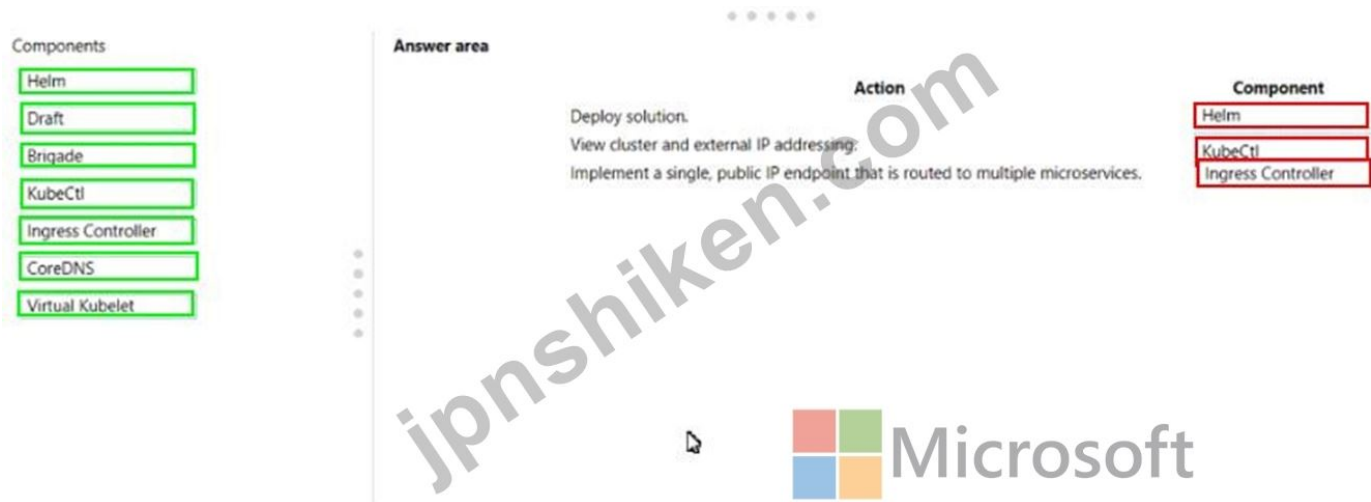 Components
Helm
Draft
Brigade
KubeCtl
Ingress Controller
CoreDNS
Virtual Kubelet
Answer area
Action Component
Deploy solution. Helm
View cluster and external IP addressing. KubeCtl
Implement a single, public IP endpoint that is routed to multiple microservices. Ingress Controller
jpnshiken.com
Microsoft